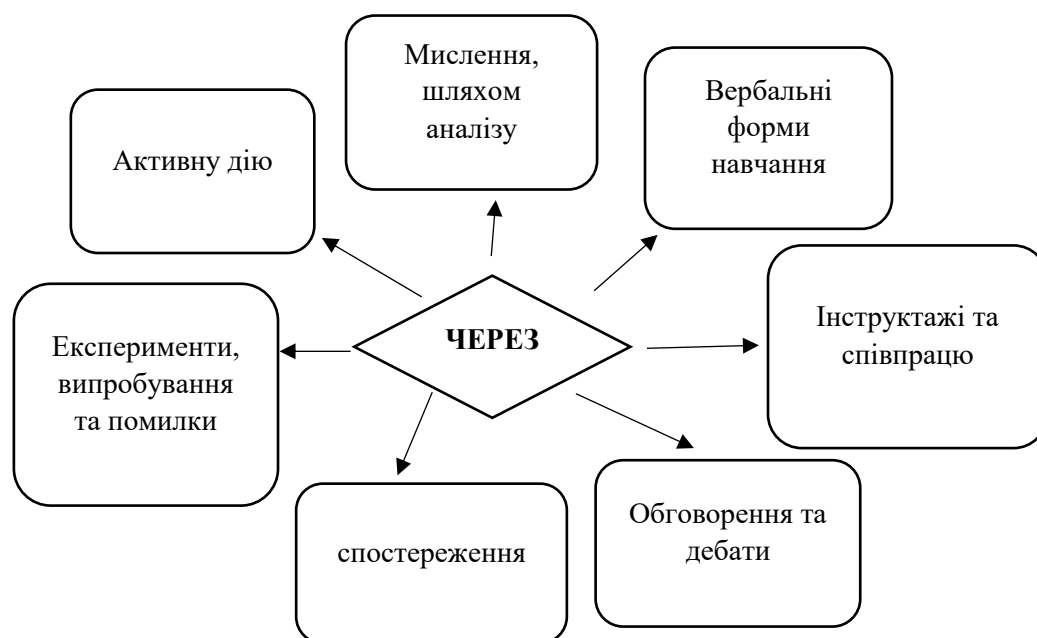 Мислення,
шляхом
аналізу
Вербальні
форми
навчання
Активну дію
Інструктажі та
співпрацю
ЧЕРЕЗ
Експерименти,
випробування
та помилки
Обговорення та
дебати
спостереження